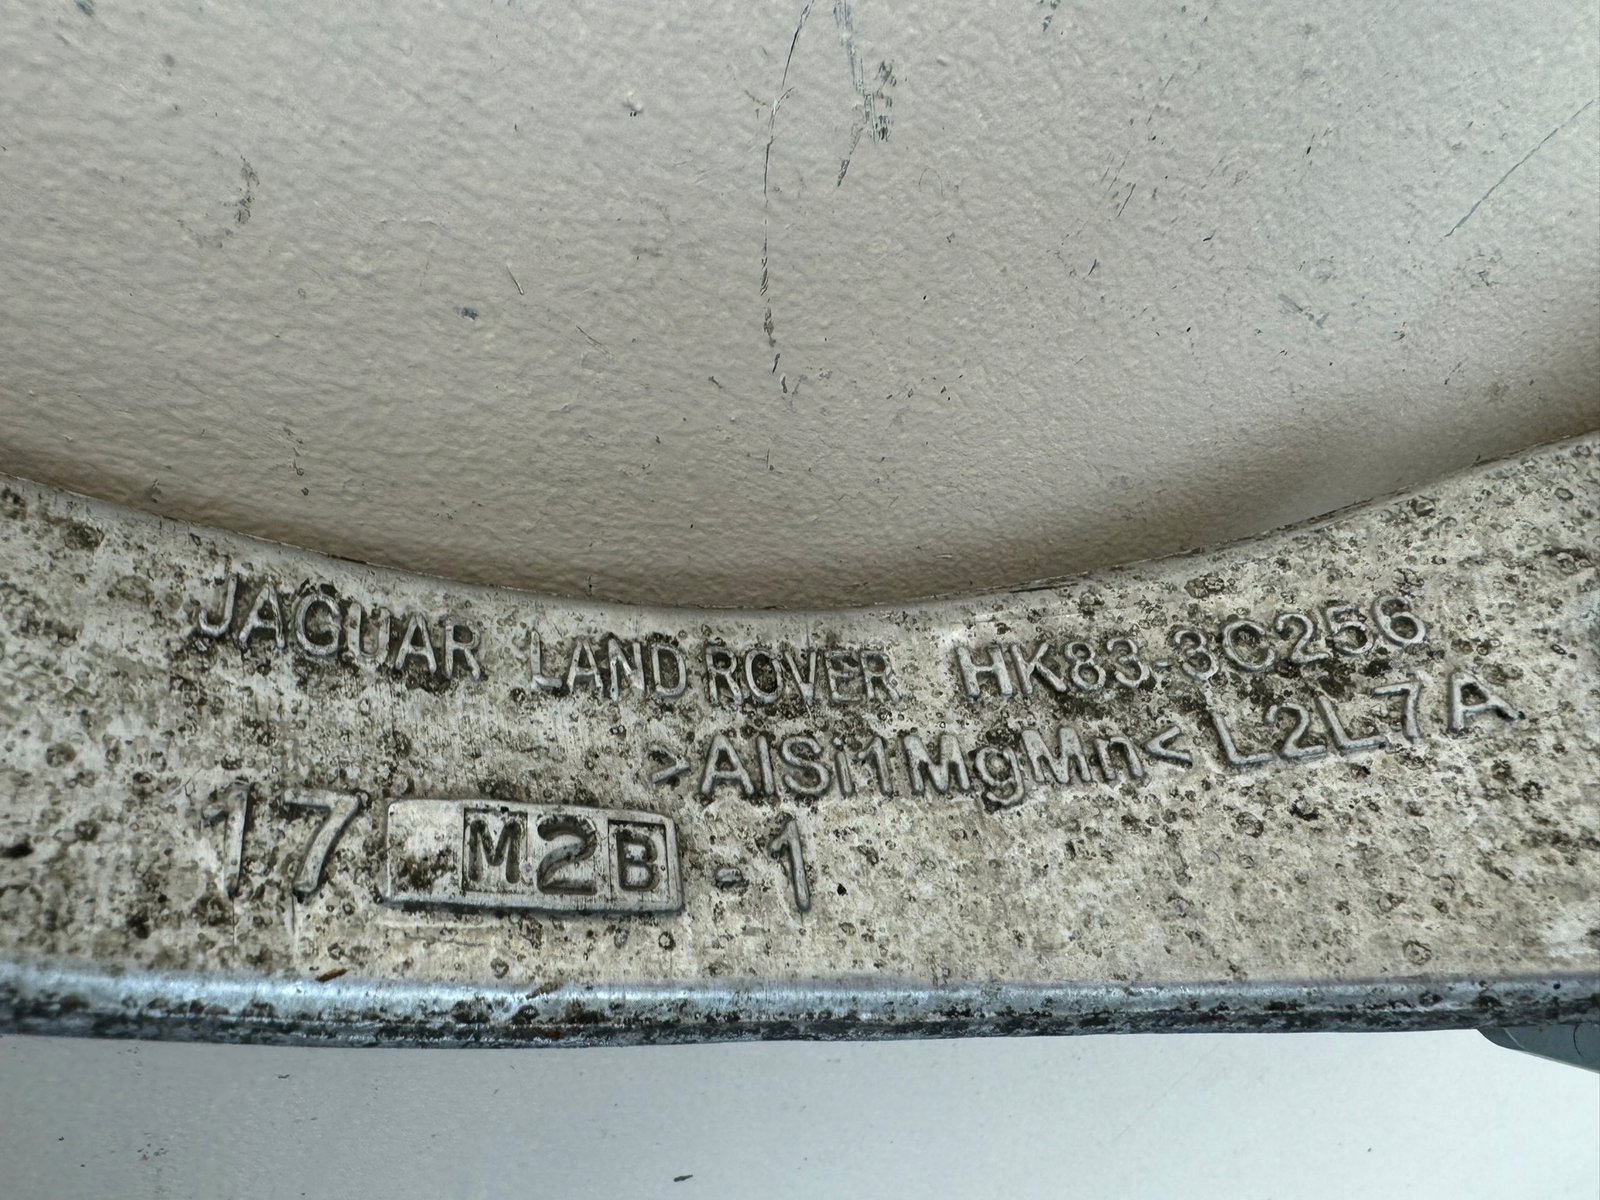 JAGUAR LAND ROVER HK83-3C256
>AlSi1MgMn< L2L7A
17 M2B -1